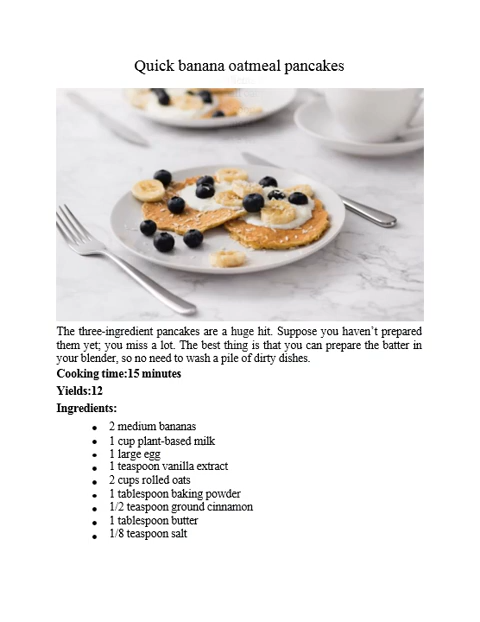 Quick banana oatmeal pancakes
The three-ingredient pancakes are a huge hit. Suppose you haven't prepared
them yet; you miss a lot. The best thing is that you can prepare the batter in
your blender, so no need to wash a pile of dirty dishes.
Cooking time:15 minutes
Yields:12
Ingredients:
• 2 medium bananas
• 1 cup plant-based milk
• 1 large egg
• 1 teaspoon vanilla extract
• 2 cups rolled oats
• 1 tablespoon baking powder
• 1/2 teaspoon ground cinnamon
• 1 tablespoon butter
• 1/8 teaspoon salt